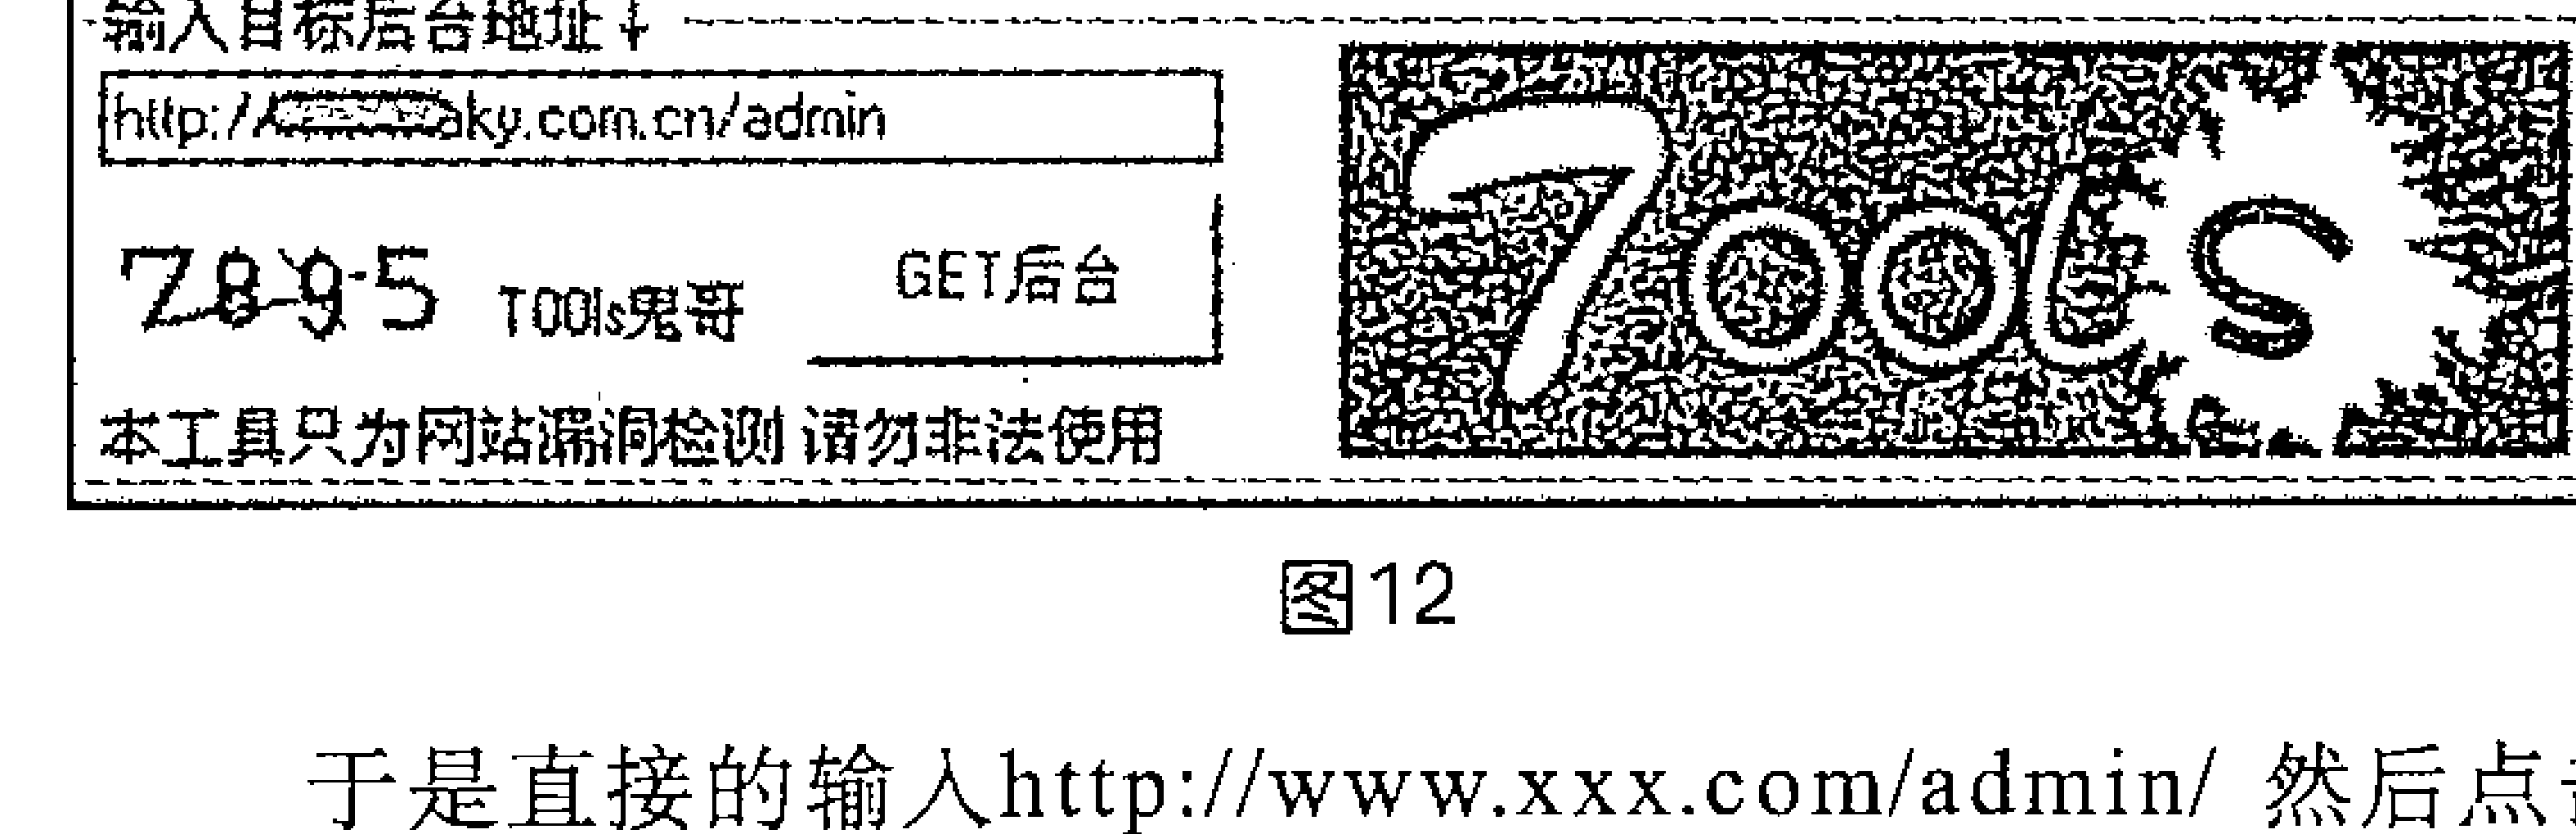 输入目标后台地址↓
http://aky.com.cn/admin
7895 TOOls鬼哥 GET后台
Tools
本工具只为网站漏洞检测 请勿非法使用
图12
于是直接的输入http://www.xxx.com/admin/ 然后点